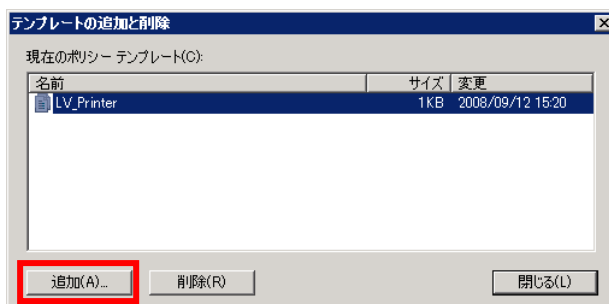 テンプレートの追加と削除
現在のポリシー テンプレート(C):
名前 サイズ 変更
LV_Printer 1KB 2008/09/12 15:20
追加(A)... 削除(R) 閉じる(L)